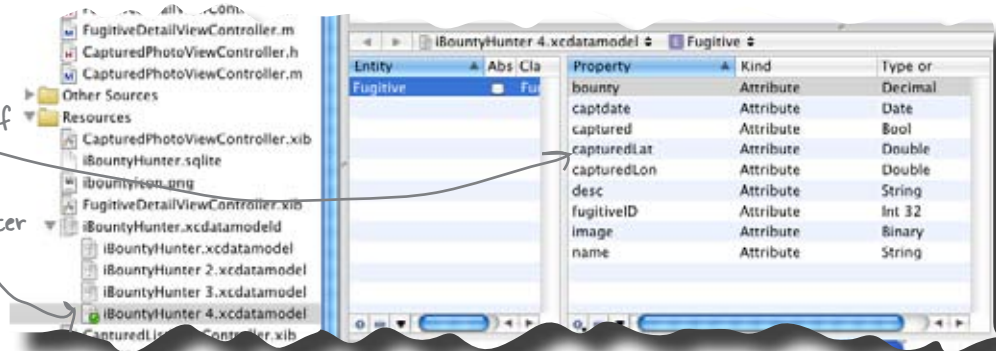 FugitiveDetailViewController.m
CapturedPhotoViewController.h
CapturedPhotoViewController.m
Other Sources
Resources
CapturedPhotoViewController.xib
iBountyHunter.sqlite
ibountyicon.png
FugitiveDetailViewController.xib
iBountyHunter.xcdatamodeld
iBountyHunter.xcdatamodel
iBountyHunter 2.xcdatamodel
iBountyHunter 3.xcdatamodel
iBountyHunter 4.xcdatamodel
iBountyHunter 4.xcdatamodel Fugitive
Entity Abs Cla
Fugitive Fu
Property Kind Type or
bounty Attribute Decimal
captdate Attribute Date
captured Attribute Bool
capturedLat Attribute Double
capturedLon Attribute Double
desc Attribute String
fugitiveID Attribute Int 32
image Attribute Binary
name Attribute String